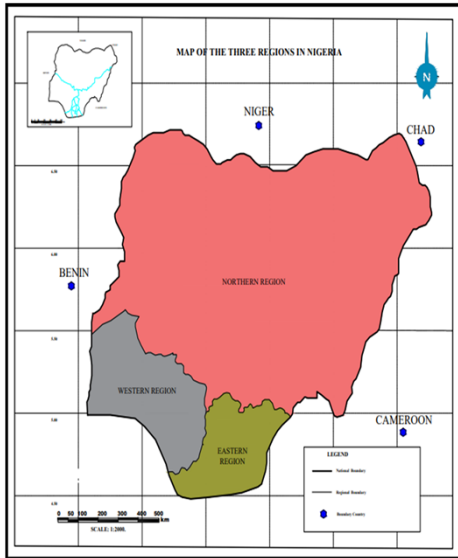 MAP OF THE THREE REGIONS IN NIGERIA
N
NIGER
CHAD
BENIN
NORTHERN REGION
WESTERN REGION
EASTERN
REGION
CAMEROON
LEGEND
National Boundary
Regional Boundary
Boundary Country
0 50 100 200 300 400 500
km
SCALE: 1:2000.